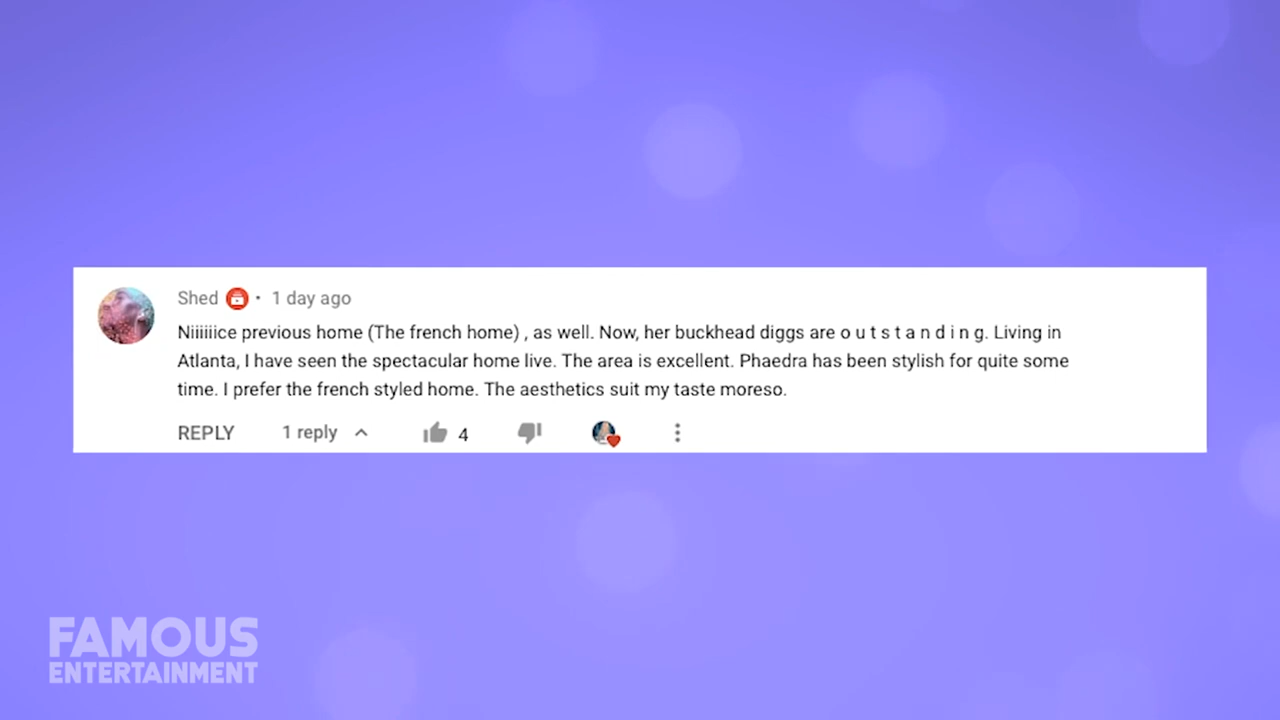 Shed • 1 day ago
Niiiiiice previous home (The french home) , as well. Now, her buckhead diggs are o u t s t a n d i n g. Living in
Atlanta, I have seen the spectacular home live. The area is excellent. Phaedra has been stylish for quite some
time. I prefer the french styled home. The aesthetics suit my taste moreso.
REPLY 1 reply 4
FAMOUS
ENTERTAINMENT